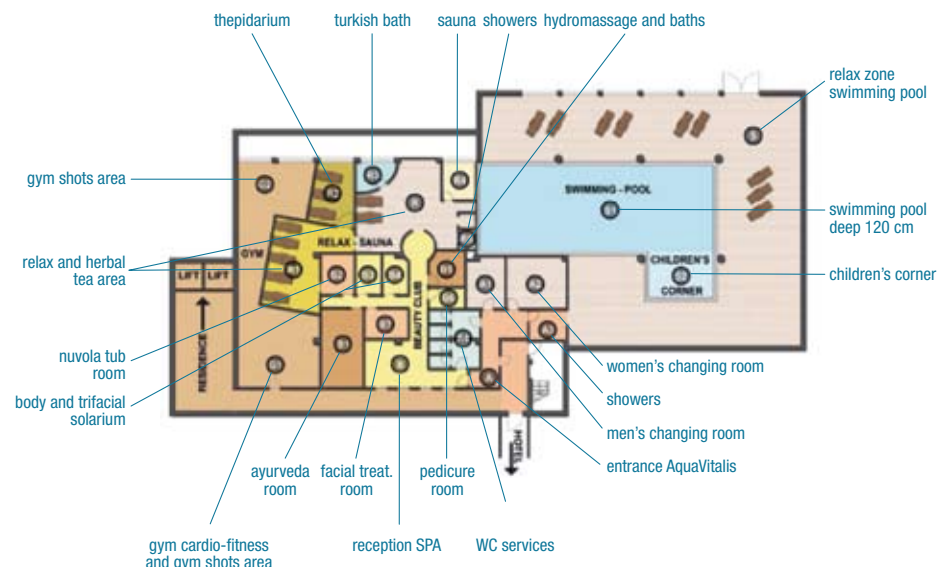 thepidarium
turkish bath
sauna
showers
hydromassage and baths
relax zone
swimming pool
gym shots area
SWIMMING - POOL
swimming pool
deep 120 cm
RELAX - SAUNA
GYM
relax and herbal
tea area
LIFT
LIFT
CHILDREN'S
CORNER
children's corner
BEAUTY CLUB
RESIDENCE
nuvola tub
room
women's changing room
body and trifacial
solarium
showers
men's changing room
HOTEL
entrance AquaVitalis
ayurveda
room
facial treat.
room
pedicure
room
gym cardio-fitness
and gym shots area
reception SPA
WC services